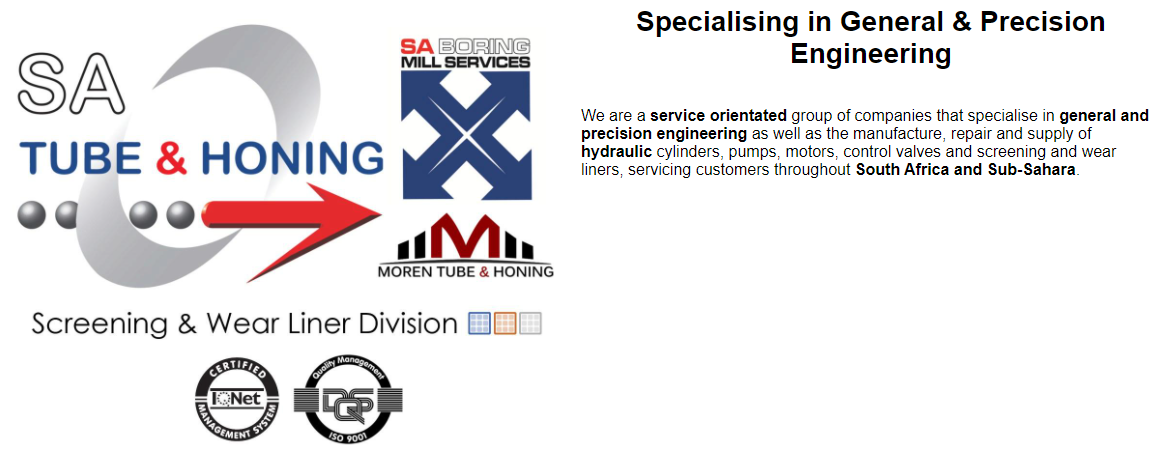 SA
TUBE & HONING
SA BORING
MILL SERVICES
MOREN TUBE & HONING
Screening & Wear Liner Division
CERTIFIED
IQNet
MANAGEMENT SYSTEM
Quality Management
DQS
ISO 9001
Specialising in General & Precision
Engineering
We are a service orientated group of companies that specialise in general and
precision engineering as well as the manufacture, repair and supply of
hydraulic cylinders, pumps, motors, control valves and screening and wear
liners, servicing customers throughout South Africa and Sub-Sahara.